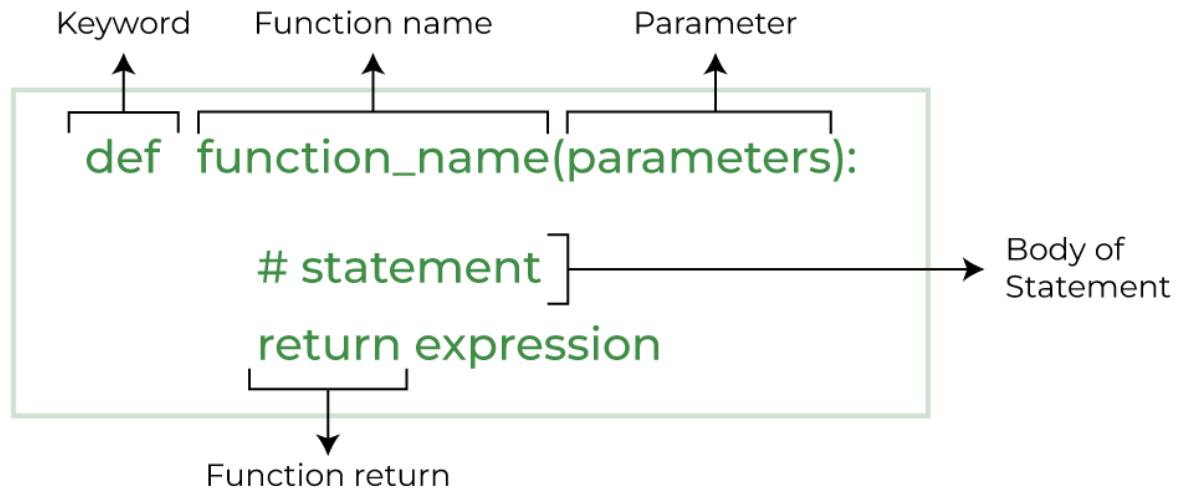 Keyword Function name Parameter
def function_name(parameters):
# statement
Body of
Statement
return expression
Function return